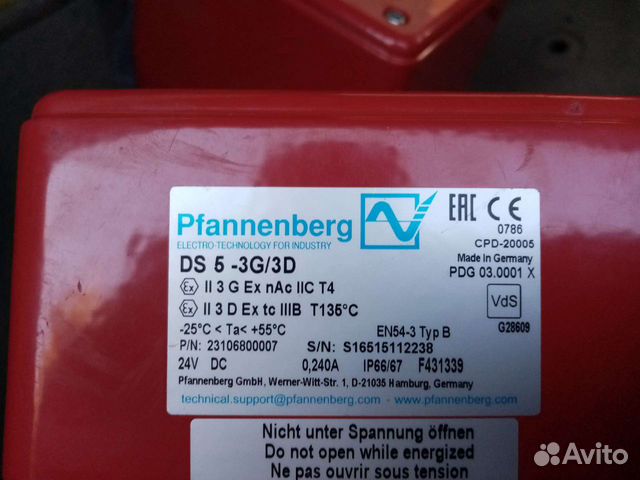 Pfannenberg
ELECTRO-TECHNOLOGY FOR INDUSTRY
EAC CE
0786
CPD-20005
Made in Germany
PDG 03.0001 X
DS 5 -3G/3D
Ex II 3 G Ex nAc IIC T4
Ex II 3 D Ex tc IIIB T135°C
VdS
G28609
-25°C < Ta< +55°C EN54-3 Typ B
P/N: 23106800007 S/N: S16515112238
24V DC 0,240A IP66/67 F431339
Pfannenberg GmbH, Werner-Witt-Str. 1, D-21035 Hamburg, Germany
technical.support@pfannenberg.com - www.pfannenberg.com
Nicht unter Spannung öffnen
Do not open while energized
Ne pas ouvrir sous tension
Avito